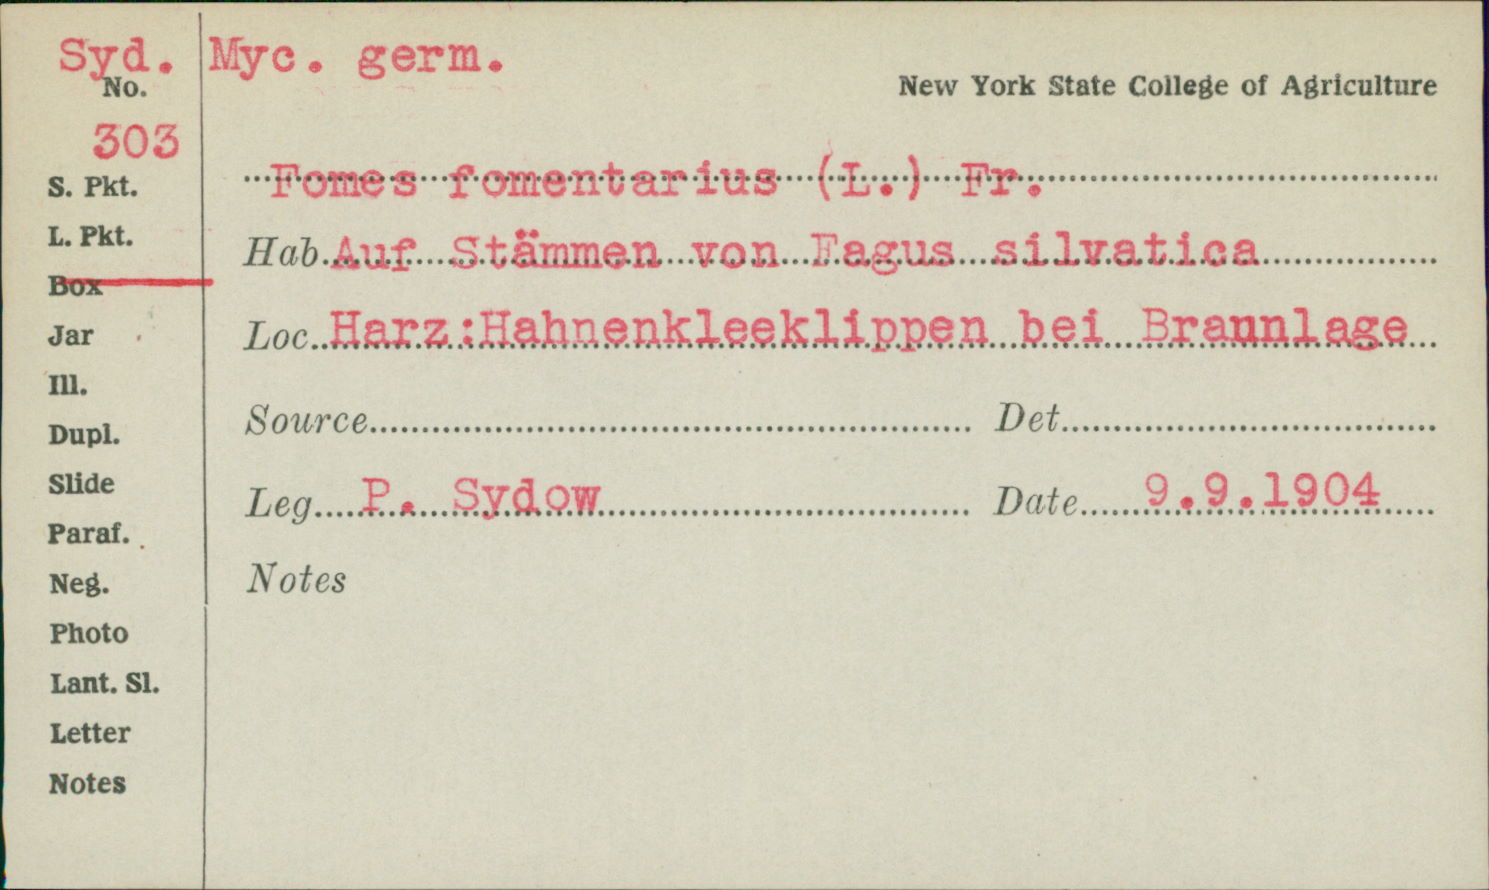 Syd. Myc. germ.
No.
New York State College of Agriculture
303
Fomes fomentarius (L.) Fr.
S. Pkt.
L. Pkt.
Hab. Auf Stämmen von Fagus silvatica
Box
Jar
Loc. Harz:Hahnenkleeklippen bei Braunlage
Ill.
Dupl.
Source Det.
Slide
Leg. P. Sydow Date 9.9.1904
Paraf.
Neg.
Notes
Photo
Lant. Sl.
Letter
Notes